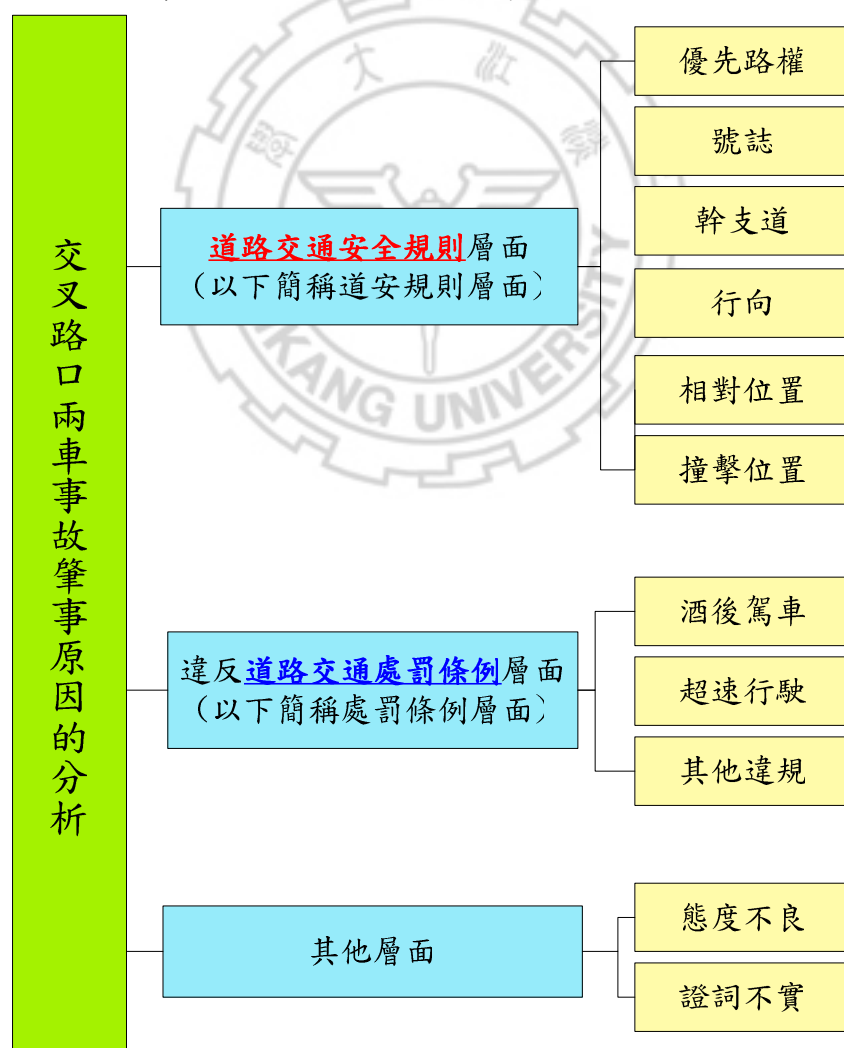 交叉路口兩車事故肇事原因的分析
道路交通安全規則層面
（以下簡稱道安規則層面）
優先路權
號誌
幹支道
行向
相對位置
撞擊位置
違反道路交通處罰條例層面
（以下簡稱處罰條例層面）
酒後駕車
超速行駛
其他違規
其他層面
態度不良
證詞不實
大江
KANG UNIVERSITY